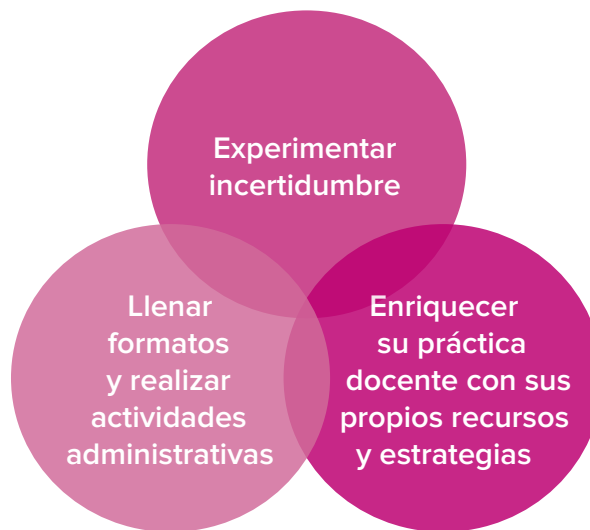 Experimentar
incertidumbre
Llenar
formatos
y realizar
actividades
administrativas
Enriquecer
su práctica
docente con sus
propios recursos
y estrategias